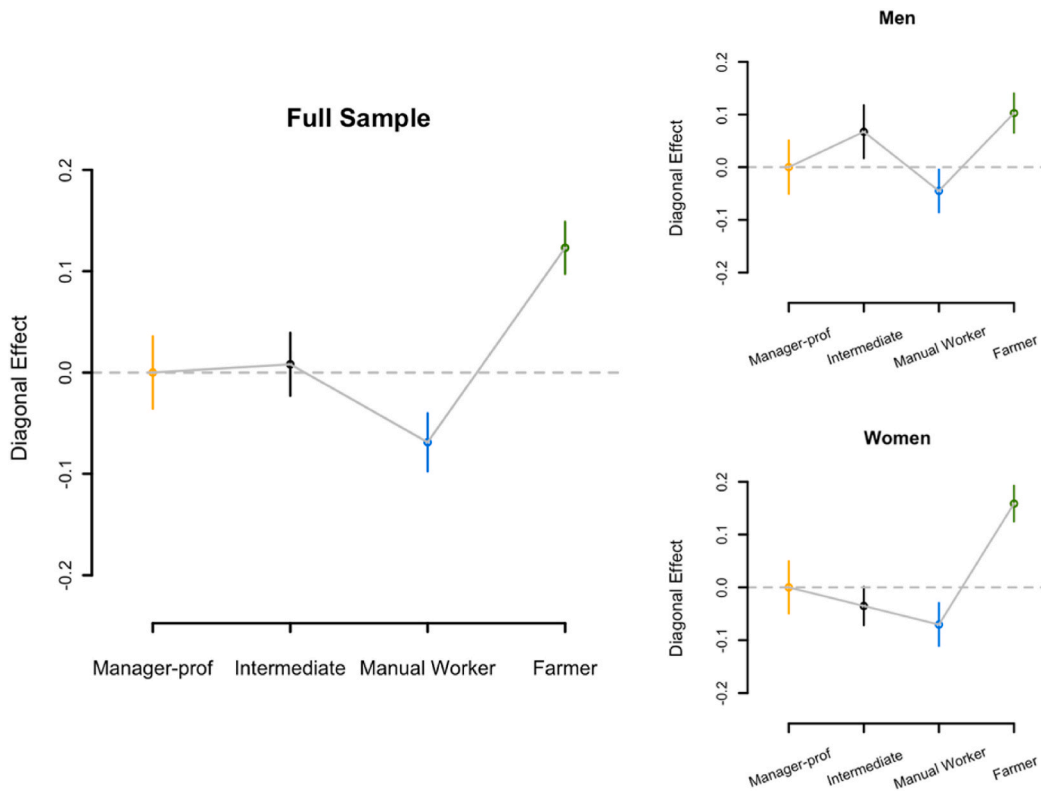 Full Sample
Diagonal Effect
0.2
0.1
0.0
-0.1
-0.2
Manager-prof Intermediate Manual Worker Farmer
Men
Diagonal Effect
0.2
0.1
0.0
-0.1
-0.2
Manager-prof Intermediate Manual Worker Farmer
Women
Diagonal Effect
0.2
0.1
0.0
-0.1
-0.2
Manager-prof Intermediate Manual Worker Farmer